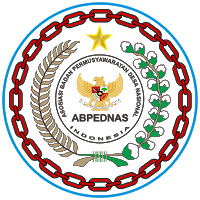 ASOSIASI BADAN PERMUSYAWARATAN DESA NASIONAL
ABPEDNAS
INDONESIA